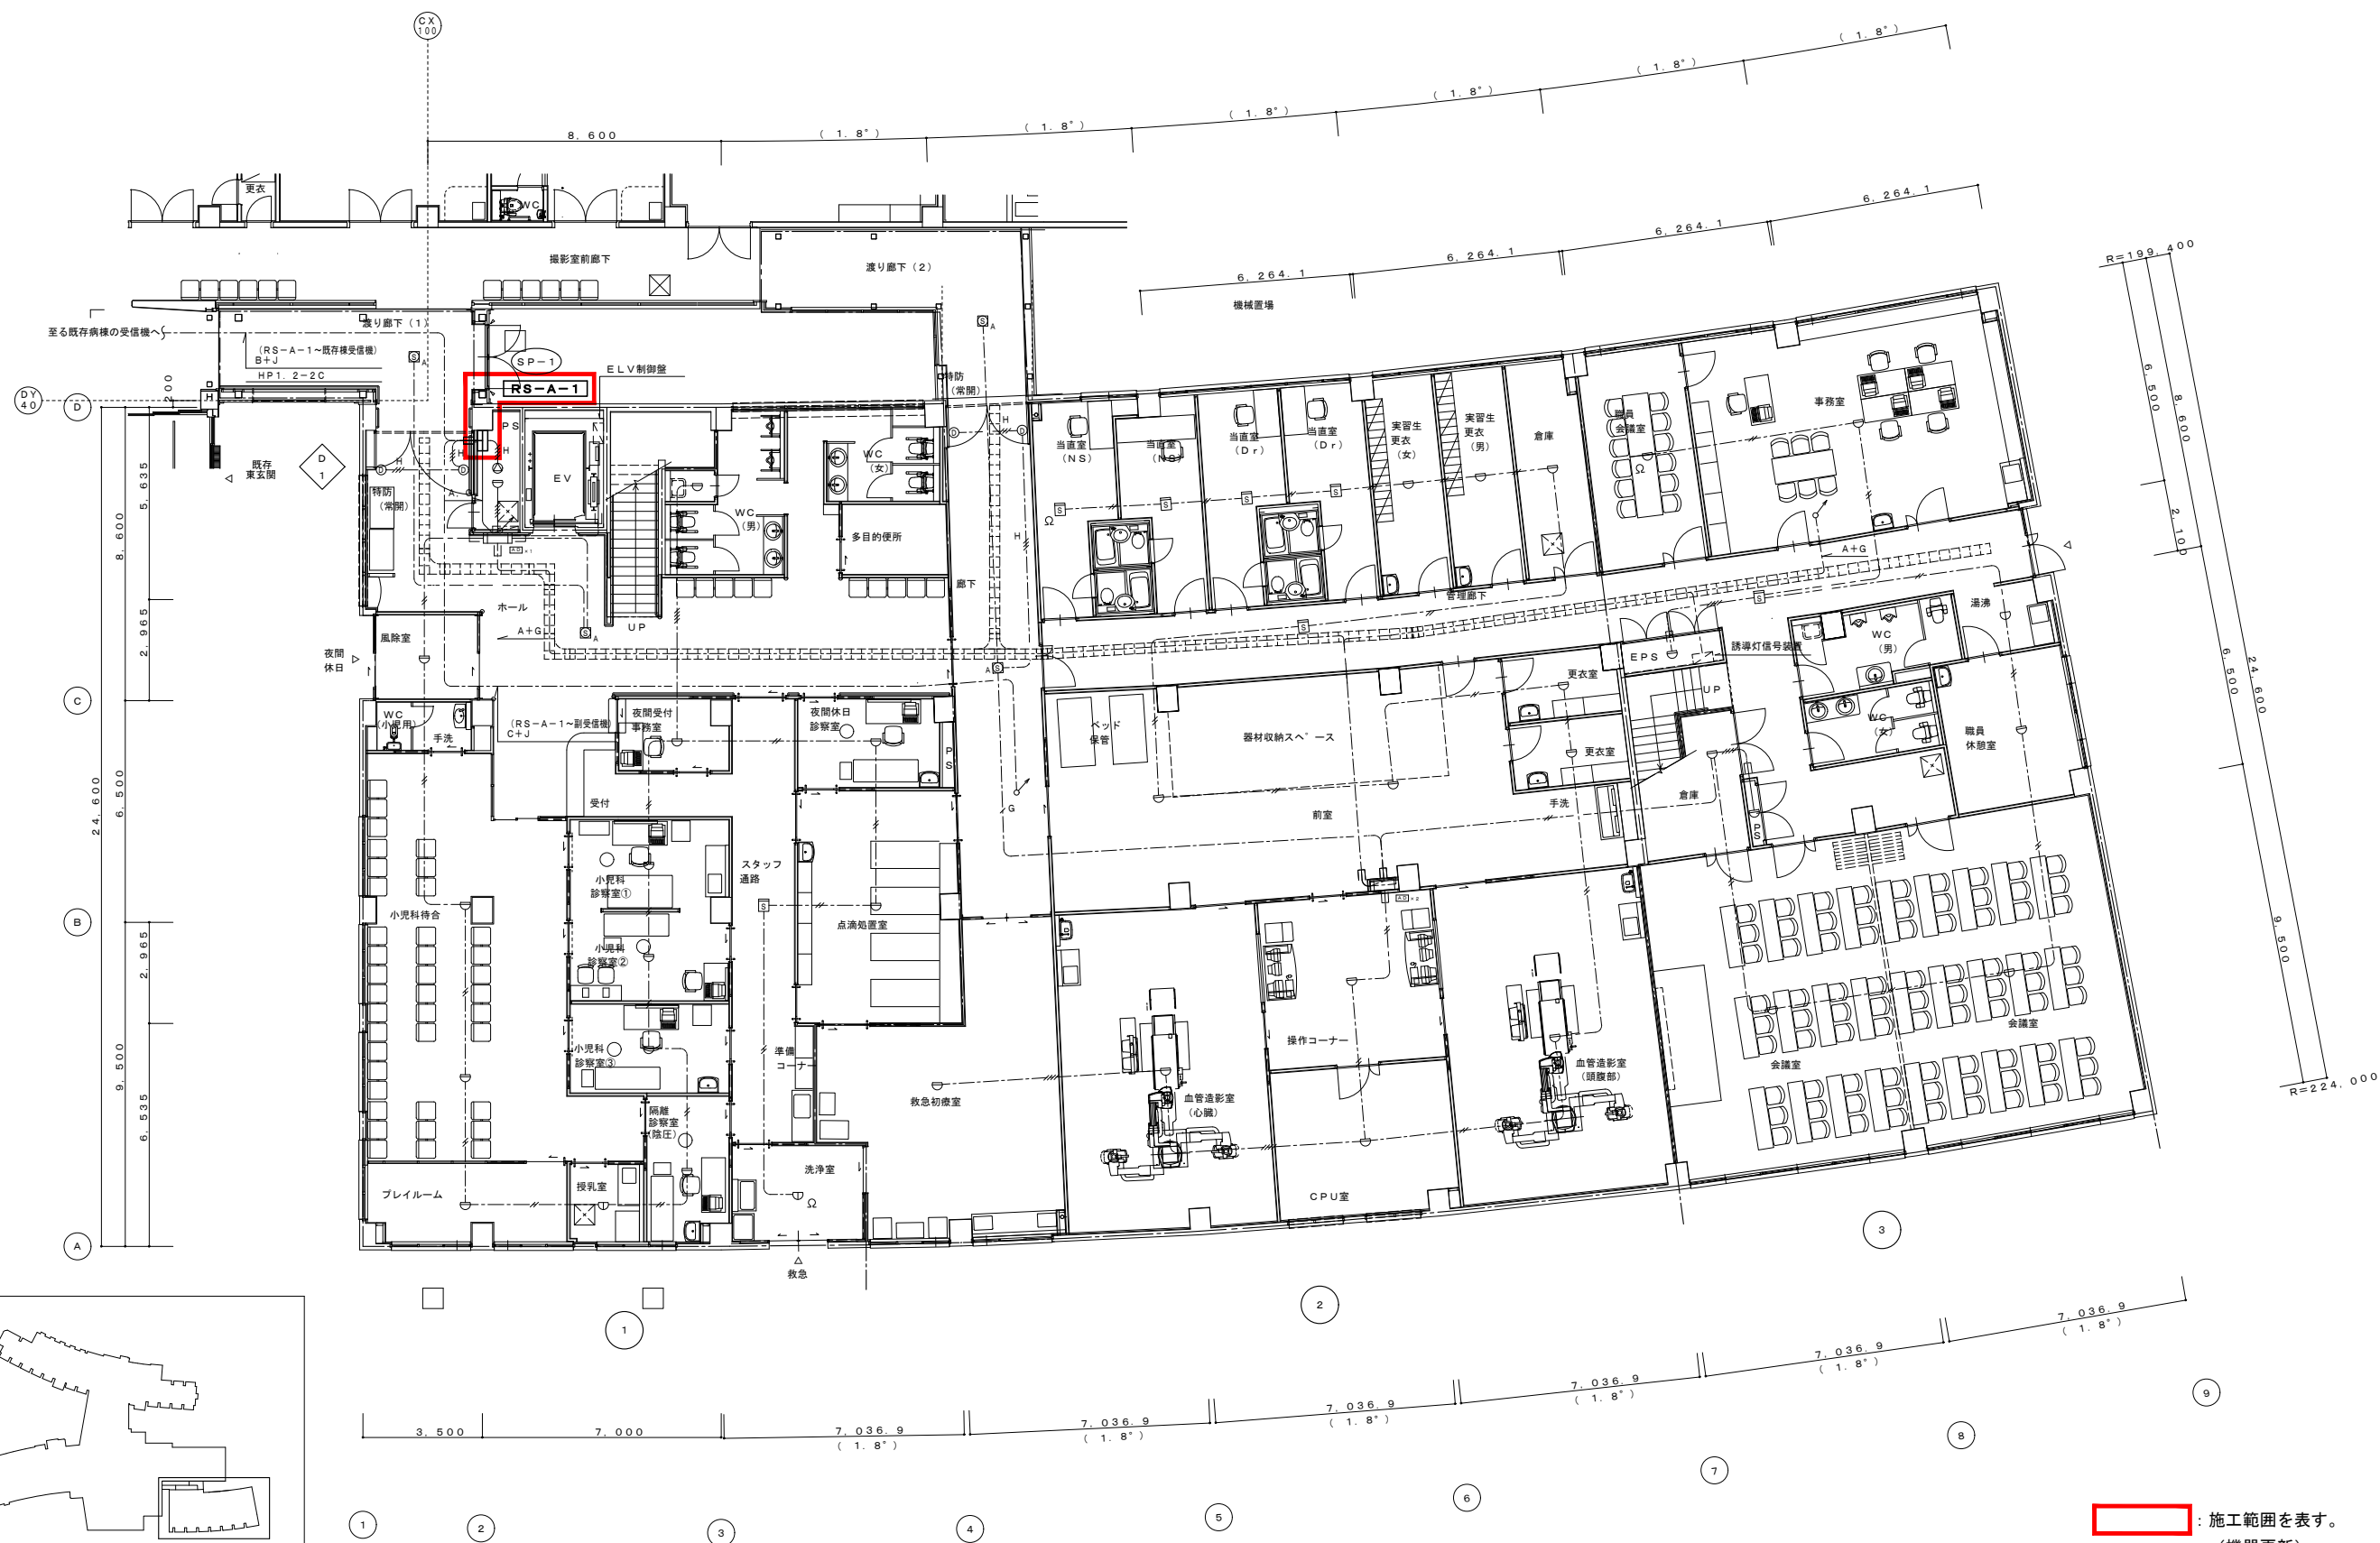 CX
100
8,600
(1.8°)
(1.8°)
(1.8°)
(1.8°)
(1.8°)
(1.8°)
更衣
WC
撮影室前廊下
渡り廊下（2）
機械置場
6,264.1
6,264.1
6,264.1
6,264.1
R=199,400
至る既存病棟の受信機へ
渡り廊下（1）
（RS-A-1～既存棟受信機）
B+J
HP1.2-2C
SP-1
RS-A-1
ELV制御盤
特防
（常開）
DY
40
D
200
H
既存
東玄関
D
1
特防
（常開）
PS
EV
WC
（女）
WC
（男）
多目的便所
廊下
ホール
A+G
UP
当直室
（NS）
当直室
（NS）
当直室
（Dr）
当直室
（Dr）
実習生
更衣
（女）
実習生
更衣
（男）
倉庫
職員
会議室
事務室
A+G
管理廊下
湯沸
5,635
8,600
2,965
6,500
8,600
2,100
6,500
24,600
9,500
風除室
夜間
休日
C
WC
（小児用）
手洗
（RS-A-1～副受信機）
C+J
夜間受付
事務室
夜間休日
診察室
PS
受付
ベッド
保管
器材収納スペース
更衣室
更衣室
EPS
誘導灯信号装置
UP
WC
（男）
WC
（女）
職員
休憩室
手洗
倉庫
PS
前室
G
24,600
6,500
小児科
診察室①
スタッフ
通路
小児科待合
点滴処置室
小児科
診察室②
B
2,965
9,500
6,535
小児科
診察室③
準備
コーナー
救急初療室
隔離
診察室
（陰圧）
血管造影室
（心臓）
操作コーナー
血管造影室
（頭腹部）
会議室
会議室
R=224,000
プレイルーム
授乳室
洗浄室
CPU室
A
救急
1
2
3
3,500
7,000
7,036.9
(1.8°)
7,036.9
(1.8°)
7,036.9
(1.8°)
7,036.9
(1.8°)
7,036.9
(1.8°)
7,036.9
(1.8°)
1
2
3
4
5
6
7
8
9
：施工範囲を表す。